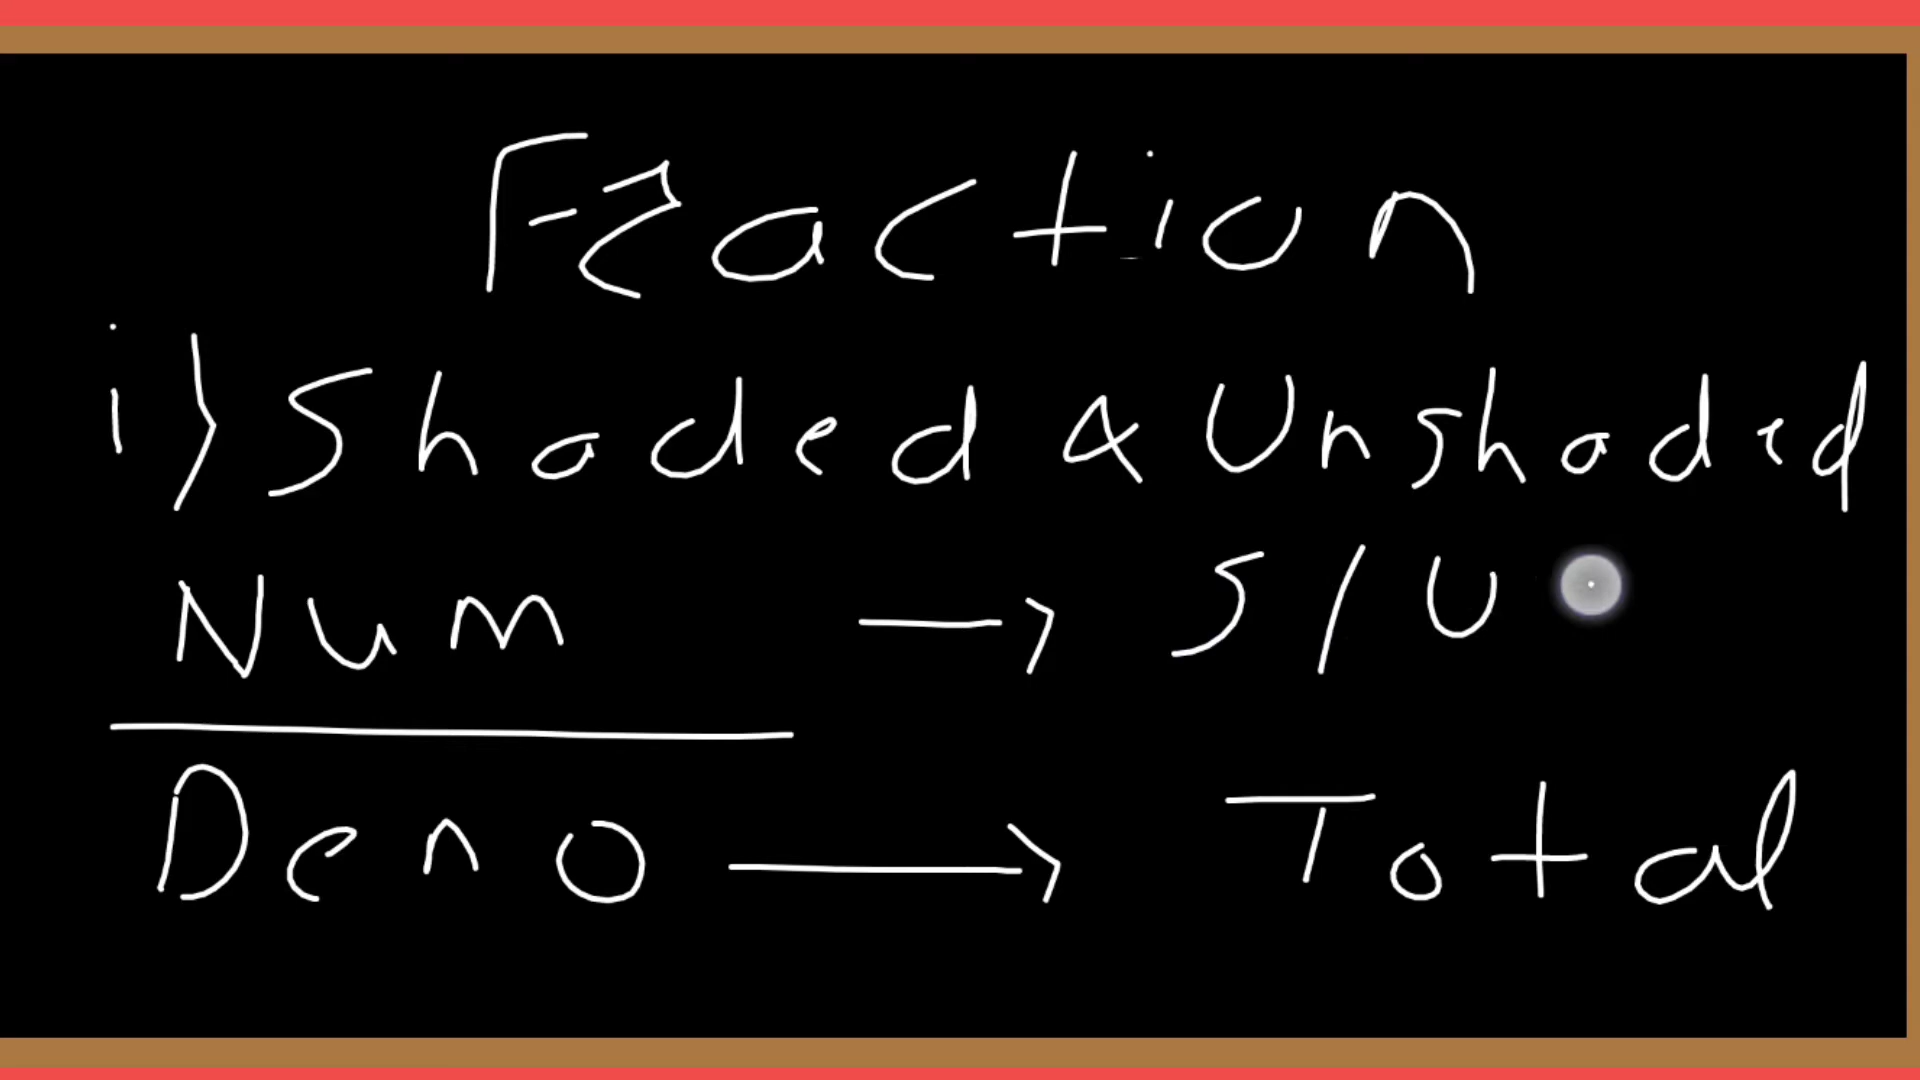 Fraction
i) Shaded & Unshaded
Num → S/U
Deno → Total